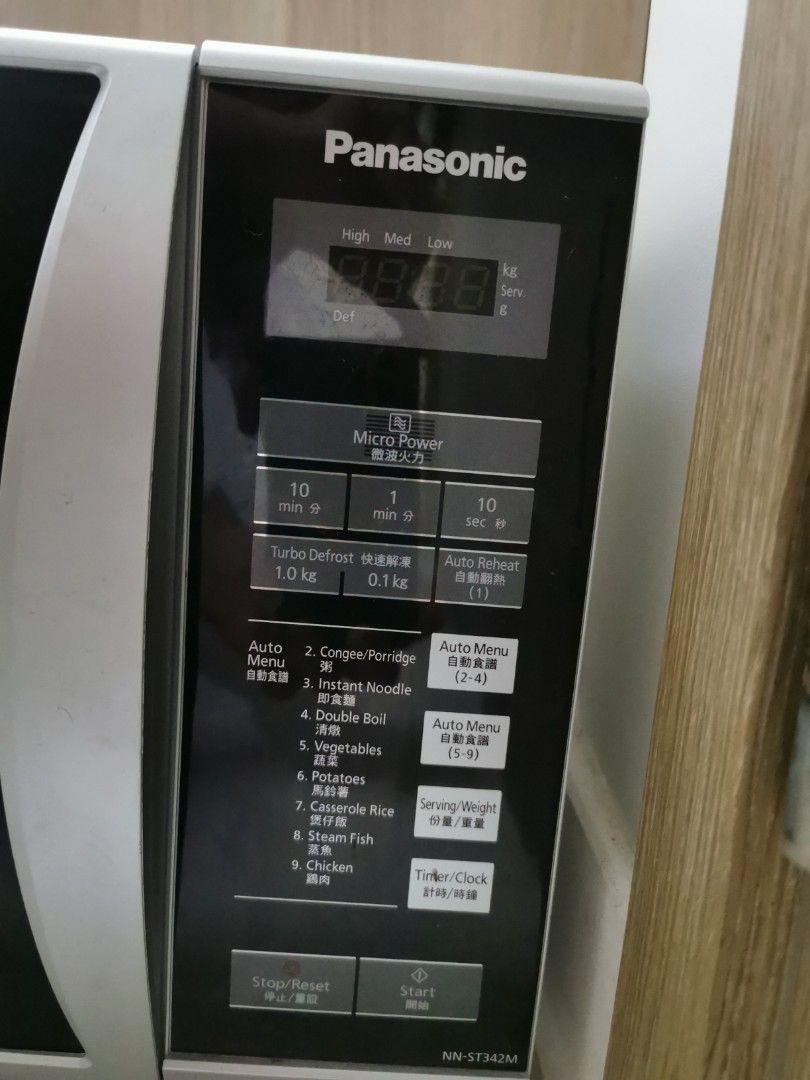 Panasonic
High Med Low
kg
Serv.
g
Def
Micro Power
微波火力
10
min 分
1
min 分
10
sec 秒
Turbo Defrost 快速解凍
1.0 kg
0.1 kg
Auto Reheat
自動翻熱
(1)
Auto
Menu
自動食譜
2. Congee/Porridge
粥
3. Instant Noodle
即食麵
4. Double Boil
清燉
5. Vegetables
蔬菜
6. Potatoes
馬鈴薯
7. Casserole Rice
煲仔飯
8. Steam Fish
蒸魚
9. Chicken
鷄肉
Auto Menu
自動食譜
(2-4)
Auto Menu
自動食譜
(5-9)
Serving/Weight
份量/重量
Timer/Clock
計時/時鐘
Stop/Reset
停止/重設
Start
開始
NN-ST342M